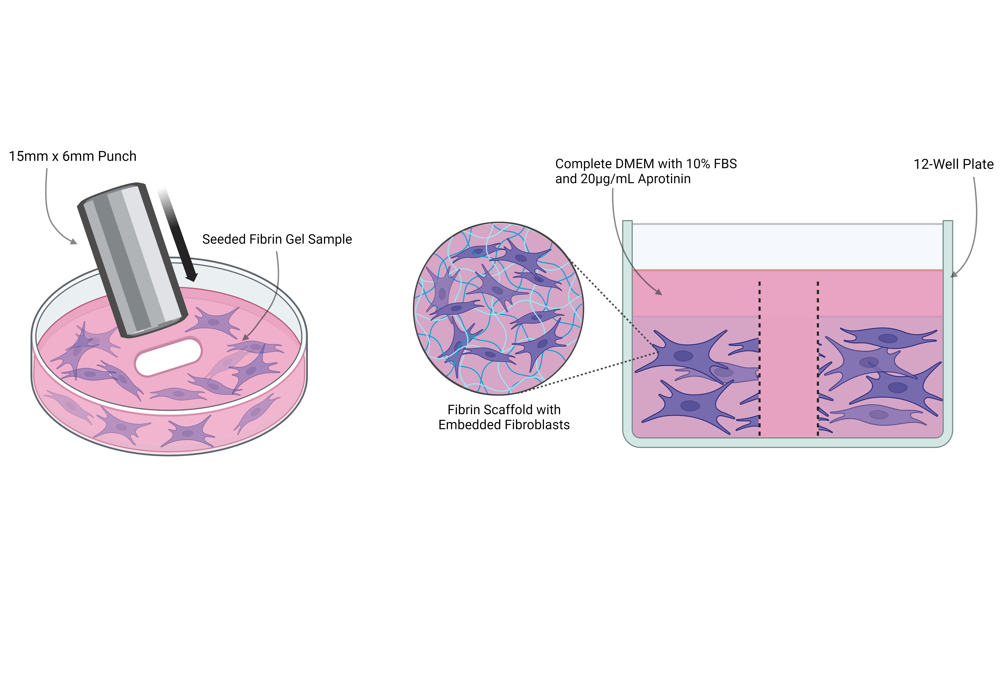 15mm x 6mm Punch
Seeded Fibrin Gel Sample
Complete DMEM with 10% FBS
and 20µg/mL Aprotinin
12-Well Plate
Fibrin Scaffold with
Embedded Fibroblasts